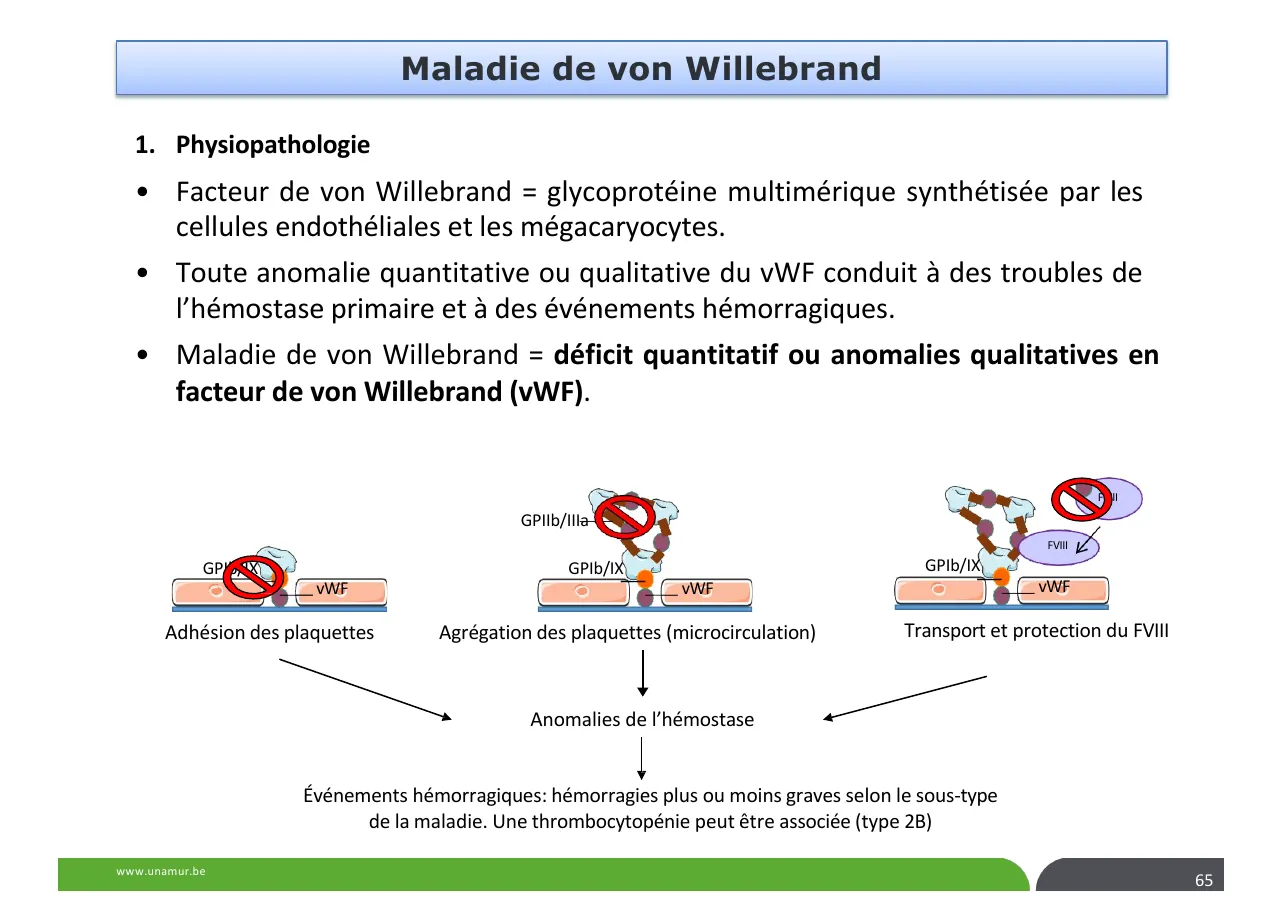 Maladie de von Willebrand
1. Physiopathologie
• Facteur de von Willebrand = glycoprotéine multimérique synthétisée par les
cellules endothéliales et les mégacaryocytes.
• Toute anomalie quantitative ou qualitative du vWF conduit à des troubles de
l’hémostase primaire et à des événements hémorragiques.
• Maladie de von Willebrand = déficit quantitatif ou anomalies qualitatives en
facteur de von Willebrand (vWF).
GPIb/IX
vWF
Adhésion des plaquettes
GPIIb/IIIa
GPIb/IX
vWF
Agrégation des plaquettes (microcirculation)
FVIII
GPIb/IX
vWF
Transport et protection du FVIII
Anomalies de l’hémostase
Événements hémorragiques: hémorragies plus ou moins graves selon le sous-type
de la maladie. Une thrombocytopénie peut être associée (type 2B)
www.unamur.be
65